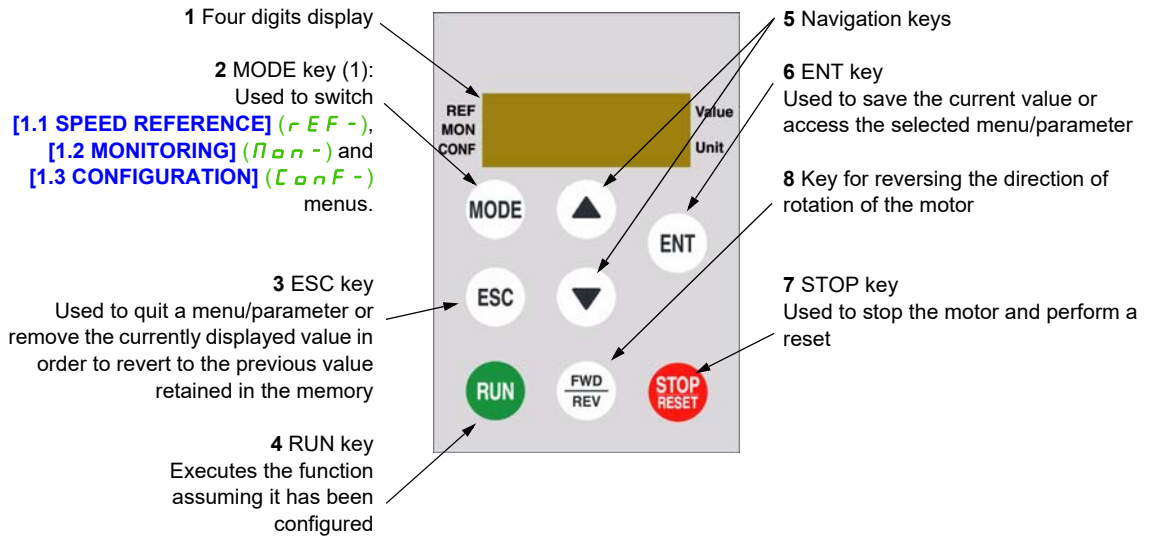 1 Four digits display
2 MODE key (1):
Used to switch
[1.1 SPEED REFERENCE] (rEF-),
[1.2 MONITORING] (Mon-) and
[1.3 CONFIGURATION] (ConF-)
menus.
3 ESC key
Used to quit a menu/parameter or
remove the currently displayed value in
order to revert to the previous value
retained in the memory
4 RUN key
Executes the function
assuming it has been
configured
REF
MON
CONF
Value
Unit
MODE
ENT
ESC
RUN
FWD
REV
STOP
RESET
5 Navigation keys
6 ENT key
Used to save the current value or
access the selected menu/parameter
8 Key for reversing the direction of
rotation of the motor
7 STOP key
Used to stop the motor and perform a
reset